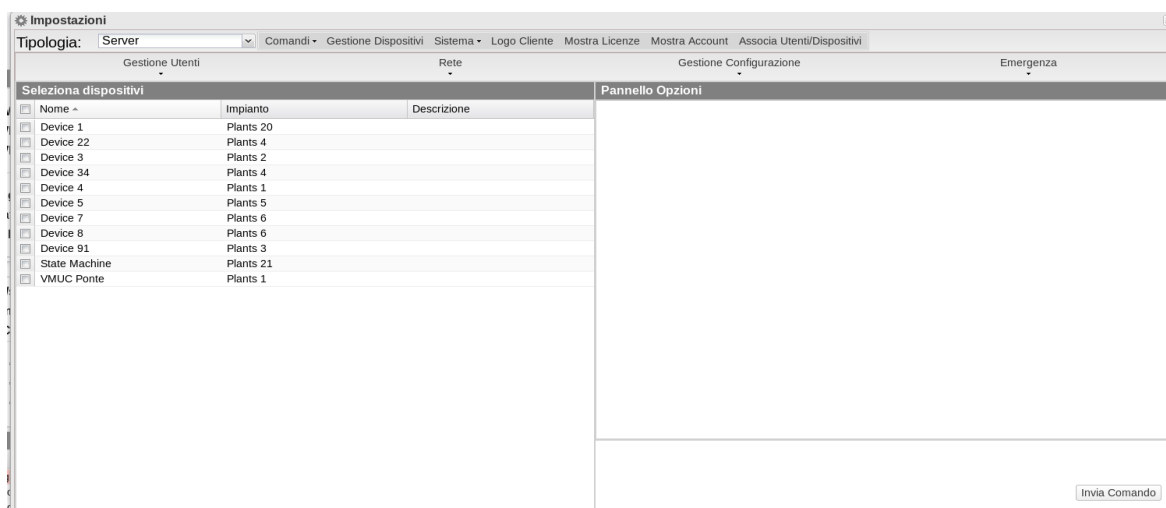 Impostazioni
Tipologia: Server Comandi Gestione Dispositivi Sistema Logo Cliente Mostra Licenze Mostra Account Associa Utenti/Dispositivi
Gestione Utenti Rete Gestione Configurazione Emergenza
Seleziona dispositivi Pannello Opzioni
Nome Impianto Descrizione
Device 1 Plants 20
Device 22 Plants 4
Device 3 Plants 2
Device 34 Plants 4
Device 4 Plants 1
Device 5 Plants 5
Device 7 Plants 6
Device 8 Plants 6
Device 91 Plants 3
State Machine Plants 21
VMUC Ponte Plants 1
Invia Comando